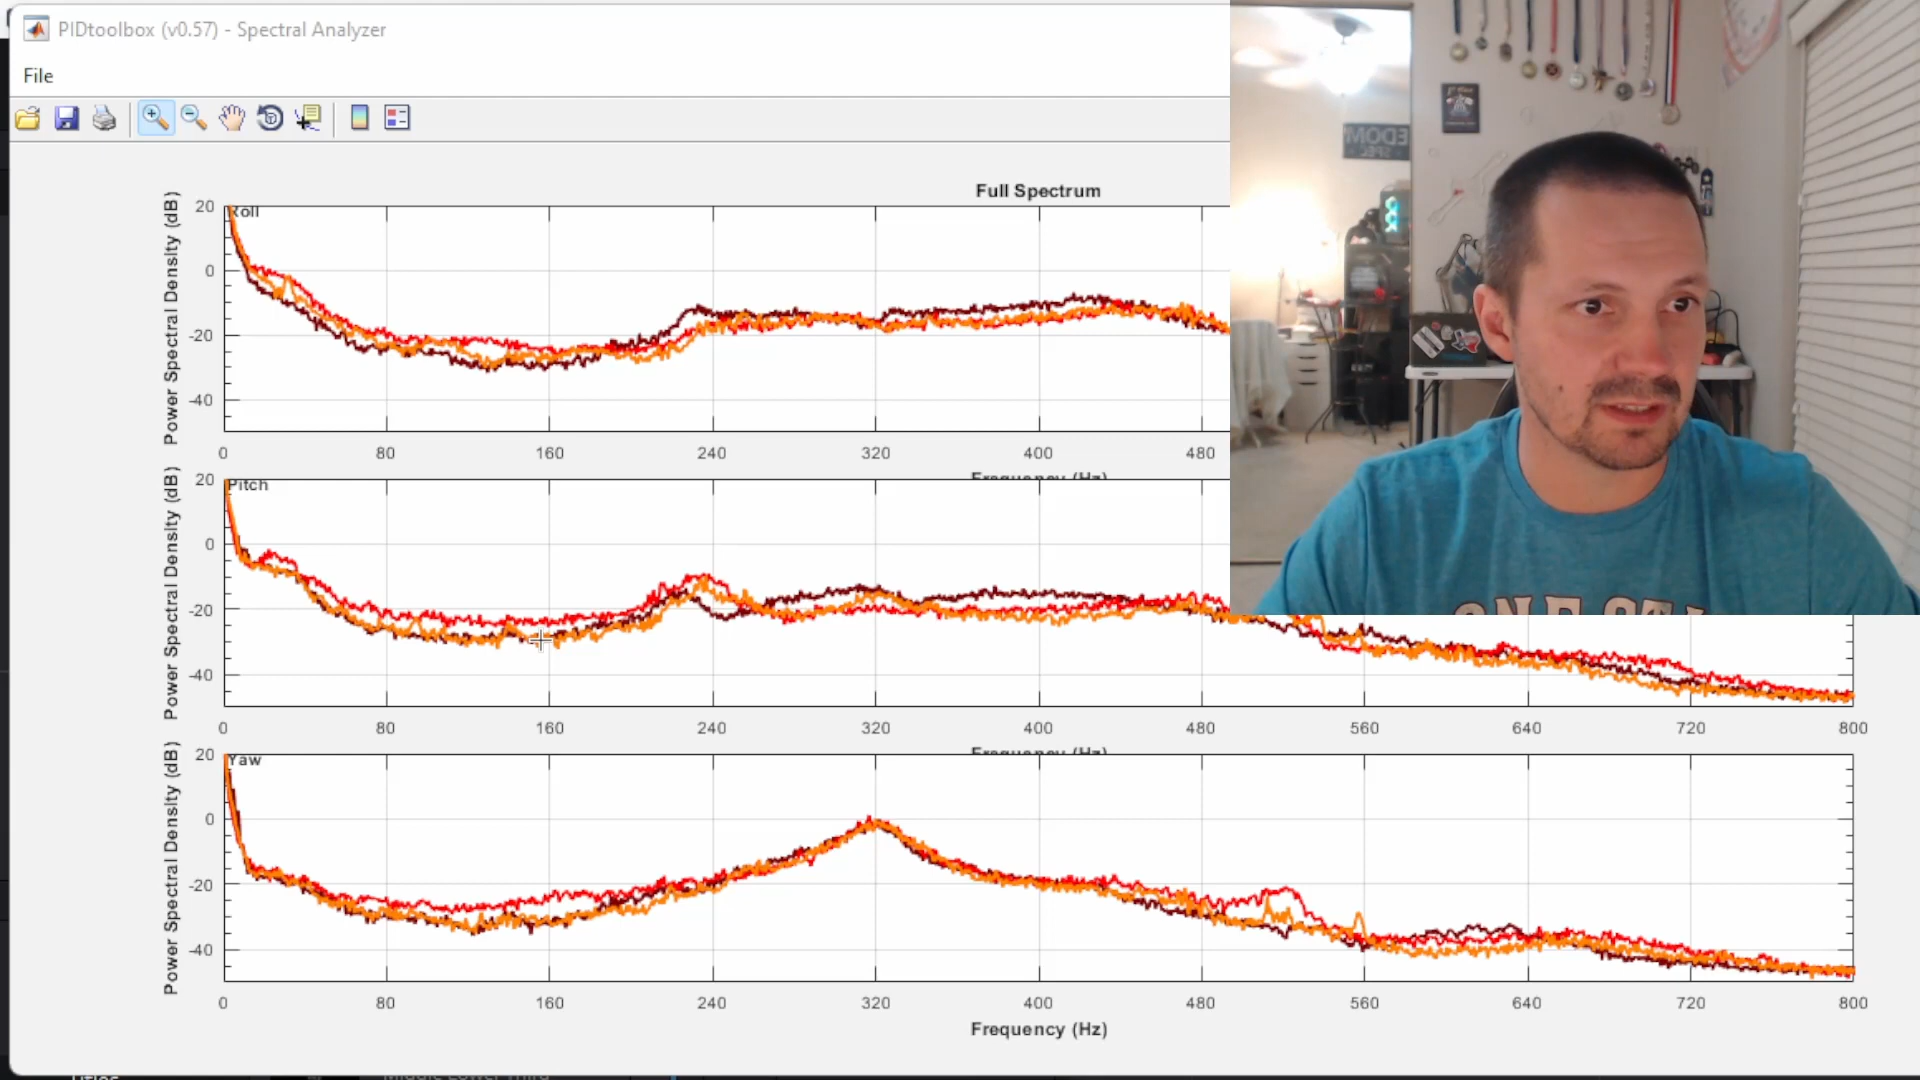 PIDtoolbox (v0.57) - Spectral Analyzer
File
Full Spectrum
Power Spectral Density (dB)
Roll
20
0
-20
-40
0 80 160 240 320 400 480
Power Spectral Density (dB)
Pitch
20
0
-20
-40
0 80 160 240 320 400 480 560 640 720 800
Frequency (Hz)
Power Spectral Density (dB)
Yaw
20
0
-20
-40
0 80 160 240 320 400 480 560 640 720 800
Frequency (Hz)